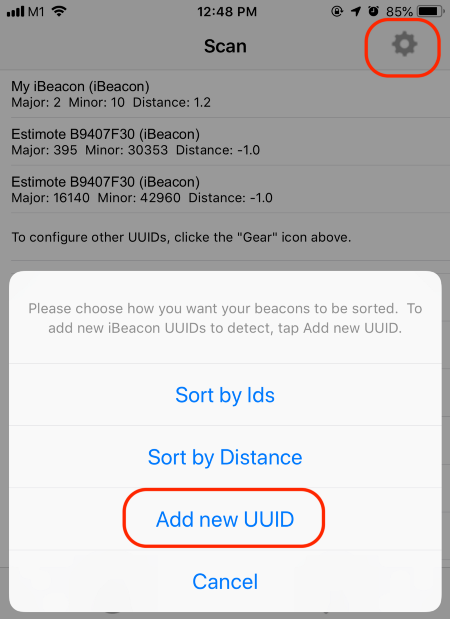 M1 12:48 PM 85%
Scan
My iBeacon (iBeacon)
Major: 2 Minor: 10 Distance: 1.2
Estimote B9407F30 (iBeacon)
Major: 395 Minor: 30353 Distance: -1.0
Estimote B9407F30 (iBeacon)
Major: 16140 Minor: 42960 Distance: -1.0
To configure other UUIDs, clicke the "Gear" icon above.
Please choose how you want your beacons to be sorted. To
add new iBeacon UUIDs to detect, tap Add new UUID.
Sort by Ids
Sort by Distance
Add new UUID
Cancel